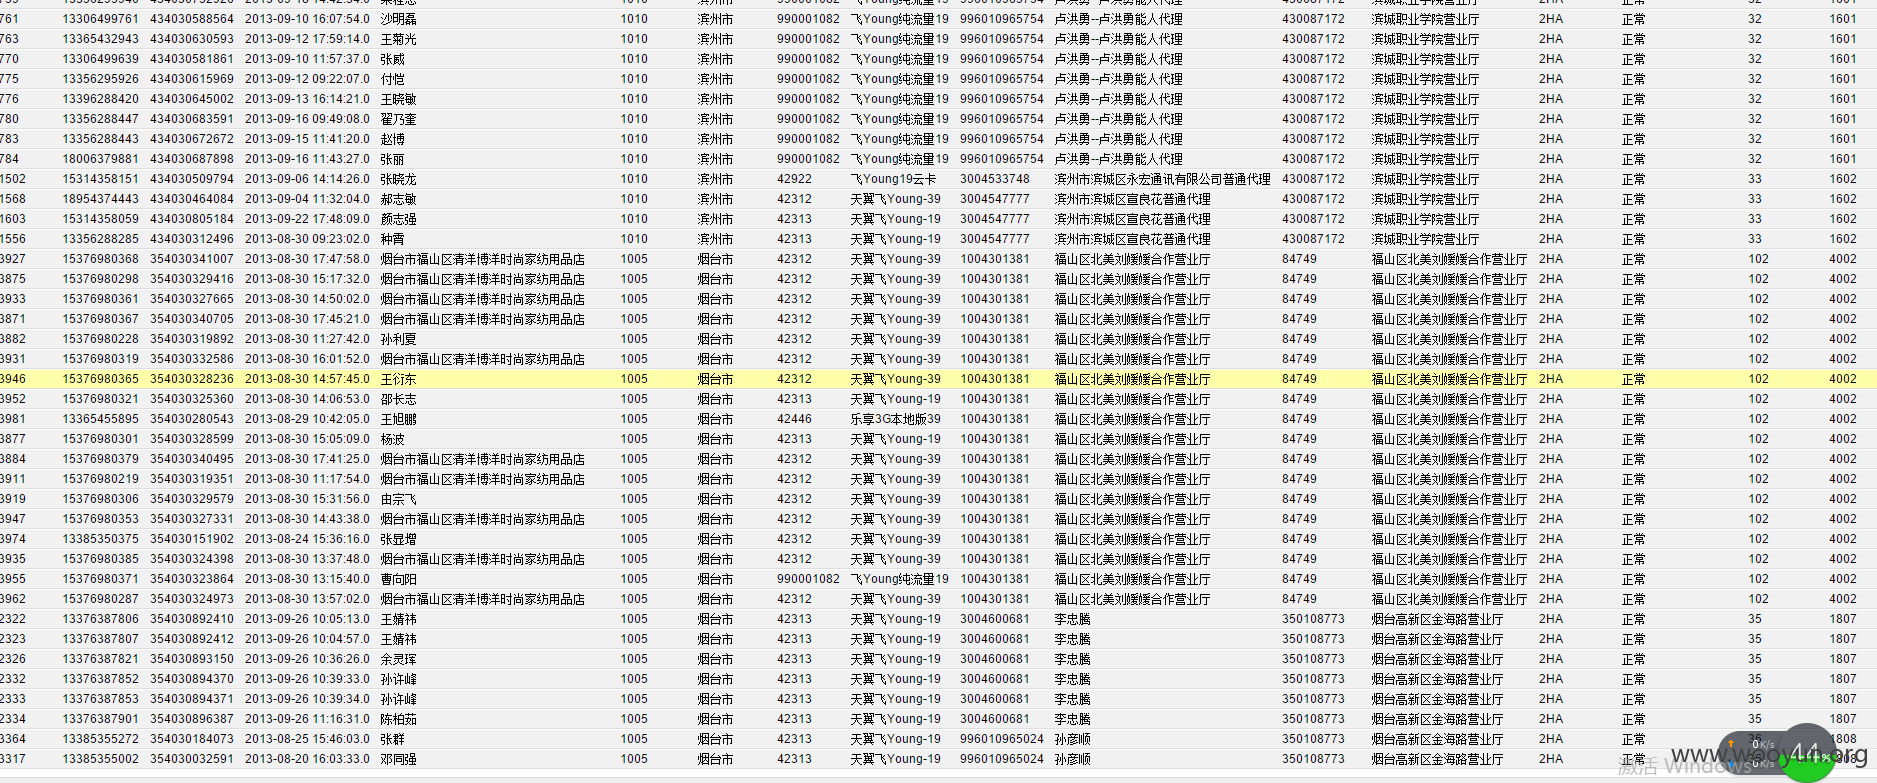 761 13306499761 434030588564 2013-09-10 16:07:54.0 沙明磊 1010 滨州市 990001082 飞Young纯流量19 996010965754 卢洪勇--卢洪勇能人代理 430087172 滨城职业学院营业厅 2HA 正常 32 1601
763 13365432943 434030630593 2013-09-12 17:59:14.0 王菊光 1010 滨州市 990001082 飞Young纯流量19 996010965754 卢洪勇--卢洪勇能人代理 430087172 滨城职业学院营业厅 2HA 正常 32 1601
770 13306499639 434030581861 2013-09-10 11:57:37.0 张威 1010 滨州市 990001082 飞Young纯流量19 996010965754 卢洪勇--卢洪勇能人代理 430087172 滨城职业学院营业厅 2HA 正常 32 1601
775 13356295926 434030615969 2013-09-12 09:22:07.0 付恺 1010 滨州市 990001082 飞Young纯流量19 996010965754 卢洪勇--卢洪勇能人代理 430087172 滨城职业学院营业厅 2HA 正常 32 1601
776 13396288420 434030645002 2013-09-13 16:14:21.0 王晓敏 1010 滨州市 990001082 飞Young纯流量19 996010965754 卢洪勇--卢洪勇能人代理 430087172 滨城职业学院营业厅 2HA 正常 32 1601
780 13356288447 434030683591 2013-09-16 09:49:08.0 翟乃奎 1010 滨州市 990001082 飞Young纯流量19 996010965754 卢洪勇--卢洪勇能人代理 430087172 滨城职业学院营业厅 2HA 正常 32 1601
783 13356288443 434030672672 2013-09-15 11:41:20.0 赵博 1010 滨州市 990001082 飞Young纯流量19 996010965754 卢洪勇--卢洪勇能人代理 430087172 滨城职业学院营业厅 2HA 正常 32 1601
784 18006379881 434030687898 2013-09-16 11:43:27.0 张丽 1010 滨州市 990001082 飞Young纯流量19 996010965754 卢洪勇--卢洪勇能人代理 430087172 滨城职业学院营业厅 2HA 正常 32 1601
1502 15314358151 434030509794 2013-09-06 14:14:26.0 张晓龙 1010 滨州市 42922 飞Young19云卡 3004533748 滨州市滨城区永宏通讯有限公司普通代理 430087172 滨城职业学院营业厅 2HA 正常 33 1602
1568 18954374443 434030464084 2013-09-04 11:32:04.0 郝志敏 1010 滨州市 42312 天翼飞Young-39 3004547777 滨州市滨城区宣良花普通代理 430087172 滨城职业学院营业厅 2HA 正常 33 1602
1603 15314358059 434030805184 2013-09-22 17:48:09.0 颜志强 1010 滨州市 42313 天翼飞Young-19 3004547777 滨州市滨城区宣良花普通代理 430087172 滨城职业学院营业厅 2HA 正常 33 1602
1556 13356288285 434030312496 2013-08-30 09:23:02.0 种霄 1010 滨州市 42313 天翼飞Young-19 3004547777 滨州市滨城区宣良花普通代理 430087172 滨城职业学院营业厅 2HA 正常 33 1602
3927 15376980368 354030341007 2013-08-30 17:47:58.0 烟台市福山区清洋博洋时尚家纺用品店 1005 烟台市 42312 天翼飞Young-39 1004301381 福山区北美刘媛媛合作营业厅 84749 福山区北美刘媛媛合作营业厅 2HA 正常 102 4002
3875 15376980298 354030329416 2013-08-30 15:17:32.0 烟台市福山区清洋博洋时尚家纺用品店 1005 烟台市 42312 天翼飞Young-39 1004301381 福山区北美刘媛媛合作营业厅 84749 福山区北美刘媛媛合作营业厅 2HA 正常 102 4002
3933 15376980361 354030327665 2013-08-30 14:50:02.0 烟台市福山区清洋博洋时尚家纺用品店 1005 烟台市 42312 天翼飞Young-39 1004301381 福山区北美刘媛媛合作营业厅 84749 福山区北美刘媛媛合作营业厅 2HA 正常 102 4002
3871 15376980367 354030340705 2013-08-30 17:45:21.0 烟台市福山区清洋博洋时尚家纺用品店 1005 烟台市 42312 天翼飞Young-39 1004301381 福山区北美刘媛媛合作营业厅 84749 福山区北美刘媛媛合作营业厅 2HA 正常 102 4002
3882 15376980228 354030319892 2013-08-30 11:27:42.0 孙利夏 1005 烟台市 42312 天翼飞Young-39 1004301381 福山区北美刘媛媛合作营业厅 84749 福山区北美刘媛媛合作营业厅 2HA 正常 102 4002
3931 15376980319 354030332586 2013-08-30 16:01:52.0 烟台市福山区清洋博洋时尚家纺用品店 1005 烟台市 42312 天翼飞Young-39 1004301381 福山区北美刘媛媛合作营业厅 84749 福山区北美刘媛媛合作营业厅 2HA 正常 102 4002
3946 15376980365 354030328236 2013-08-30 14:57:45.0 王衍东 1005 烟台市 42312 天翼飞Young-39 1004301381 福山区北美刘媛媛合作营业厅 84749 福山区北美刘媛媛合作营业厅 2HA 正常 102 4002
3952 15376980321 354030325360 2013-08-30 14:06:53.0 邵长志 1005 烟台市 42313 天翼飞Young-19 1004301381 福山区北美刘媛媛合作营业厅 84749 福山区北美刘媛媛合作营业厅 2HA 正常 102 4002
3981 13365455895 354030280543 2013-08-29 10:42:05.0 王旭鹏 1005 烟台市 42446 乐享3G本地版39 1004301381 福山区北美刘媛媛合作营业厅 84749 福山区北美刘媛媛合作营业厅 2HA 正常 102 4002
3877 15376980301 354030328599 2013-08-30 15:05:09.0 杨波 1005 烟台市 42313 天翼飞Young-19 1004301381 福山区北美刘媛媛合作营业厅 84749 福山区北美刘媛媛合作营业厅 2HA 正常 102 4002
3884 15376980379 354030340495 2013-08-30 17:41:25.0 烟台市福山区清洋博洋时尚家纺用品店 1005 烟台市 42312 天翼飞Young-39 1004301381 福山区北美刘媛媛合作营业厅 84749 福山区北美刘媛媛合作营业厅 2HA 正常 102 4002
3911 15376980219 354030319351 2013-08-30 11:17:54.0 烟台市福山区清洋博洋时尚家纺用品店 1005 烟台市 42312 天翼飞Young-39 1004301381 福山区北美刘媛媛合作营业厅 84749 福山区北美刘媛媛合作营业厅 2HA 正常 102 4002
3919 15376980306 354030329579 2013-08-30 15:31:56.0 由宗飞 1005 烟台市 42312 天翼飞Young-39 1004301381 福山区北美刘媛媛合作营业厅 84749 福山区北美刘媛媛合作营业厅 2HA 正常 102 4002
3947 15376980353 354030327331 2013-08-30 14:43:38.0 烟台市福山区清洋博洋时尚家纺用品店 1005 烟台市 42312 天翼飞Young-39 1004301381 福山区北美刘媛媛合作营业厅 84749 福山区北美刘媛媛合作营业厅 2HA 正常 102 4002
3974 13385350375 354030151902 2013-08-24 15:36:16.0 张显增 1005 烟台市 42312 天翼飞Young-39 1004301381 福山区北美刘媛媛合作营业厅 84749 福山区北美刘媛媛合作营业厅 2HA 正常 102 4002
3935 15376980385 354030324398 2013-08-30 13:37:48.0 烟台市福山区清洋博洋时尚家纺用品店 1005 烟台市 42312 天翼飞Young-39 1004301381 福山区北美刘媛媛合作营业厅 84749 福山区北美刘媛媛合作营业厅 2HA 正常 102 4002
3955 15376980371 354030323864 2013-08-30 13:15:40.0 曹向阳 1005 烟台市 990001082 飞Young纯流量19 1004301381 福山区北美刘媛媛合作营业厅 84749 福山区北美刘媛媛合作营业厅 2HA 正常 102 4002
3962 15376980287 354030324973 2013-08-30 13:57:02.0 烟台市福山区清洋博洋时尚家纺用品店 1005 烟台市 42312 天翼飞Young-39 1004301381 福山区北美刘媛媛合作营业厅 84749 福山区北美刘媛媛合作营业厅 2HA 正常 102 4002
2322 13376387806 354030892410 2013-09-26 10:05:13.0 王婧祎 1005 烟台市 42313 天翼飞Young-19 3004600681 李忠腾 350108773 烟台高新区金海路营业厅 2HA 正常 35 1807
2323 13376387807 354030892412 2013-09-26 10:04:57.0 王婧祎 1005 烟台市 42313 天翼飞Young-19 3004600681 李忠腾 350108773 烟台高新区金海路营业厅 2HA 正常 35 1807
2326 13376387821 354030893150 2013-09-26 10:36:26.0 余灵珲 1005 烟台市 42313 天翼飞Young-19 3004600681 李忠腾 350108773 烟台高新区金海路营业厅 2HA 正常 35 1807
2332 13376387852 354030894370 2013-09-26 10:39:33.0 孙许峰 1005 烟台市 42313 天翼飞Young-19 3004600681 李忠腾 350108773 烟台高新区金海路营业厅 2HA 正常 35 1807
2333 13376387853 354030894371 2013-09-26 10:39:34.0 孙许峰 1005 烟台市 42313 天翼飞Young-19 3004600681 李忠腾 350108773 烟台高新区金海路营业厅 2HA 正常 35 1807
2334 13376387901 354030896387 2013-09-26 11:16:31.0 陈柏茹 1005 烟台市 42313 天翼飞Young-19 3004600681 李忠腾 350108773 烟台高新区金海路营业厅 2HA 正常 35 1807
3364 13385355272 354030184073 2013-08-25 15:46:03.0 张群 1005 烟台市 42313 天翼飞Young-19 996010965024 孙彦顺 350108773 烟台高新区金海路营业厅 2HA 正常 36 1808
3317 13385355002 354030032591 2013-08-20 16:03:33.0 邓同强 1005 烟台市 42313 天翼飞Young-19 996010965024 孙彦顺 350108773 烟台高新区金海路营业厅 2HA 正常
0K/s
0K/s
44%
www.wooyun.org
激活 Windows